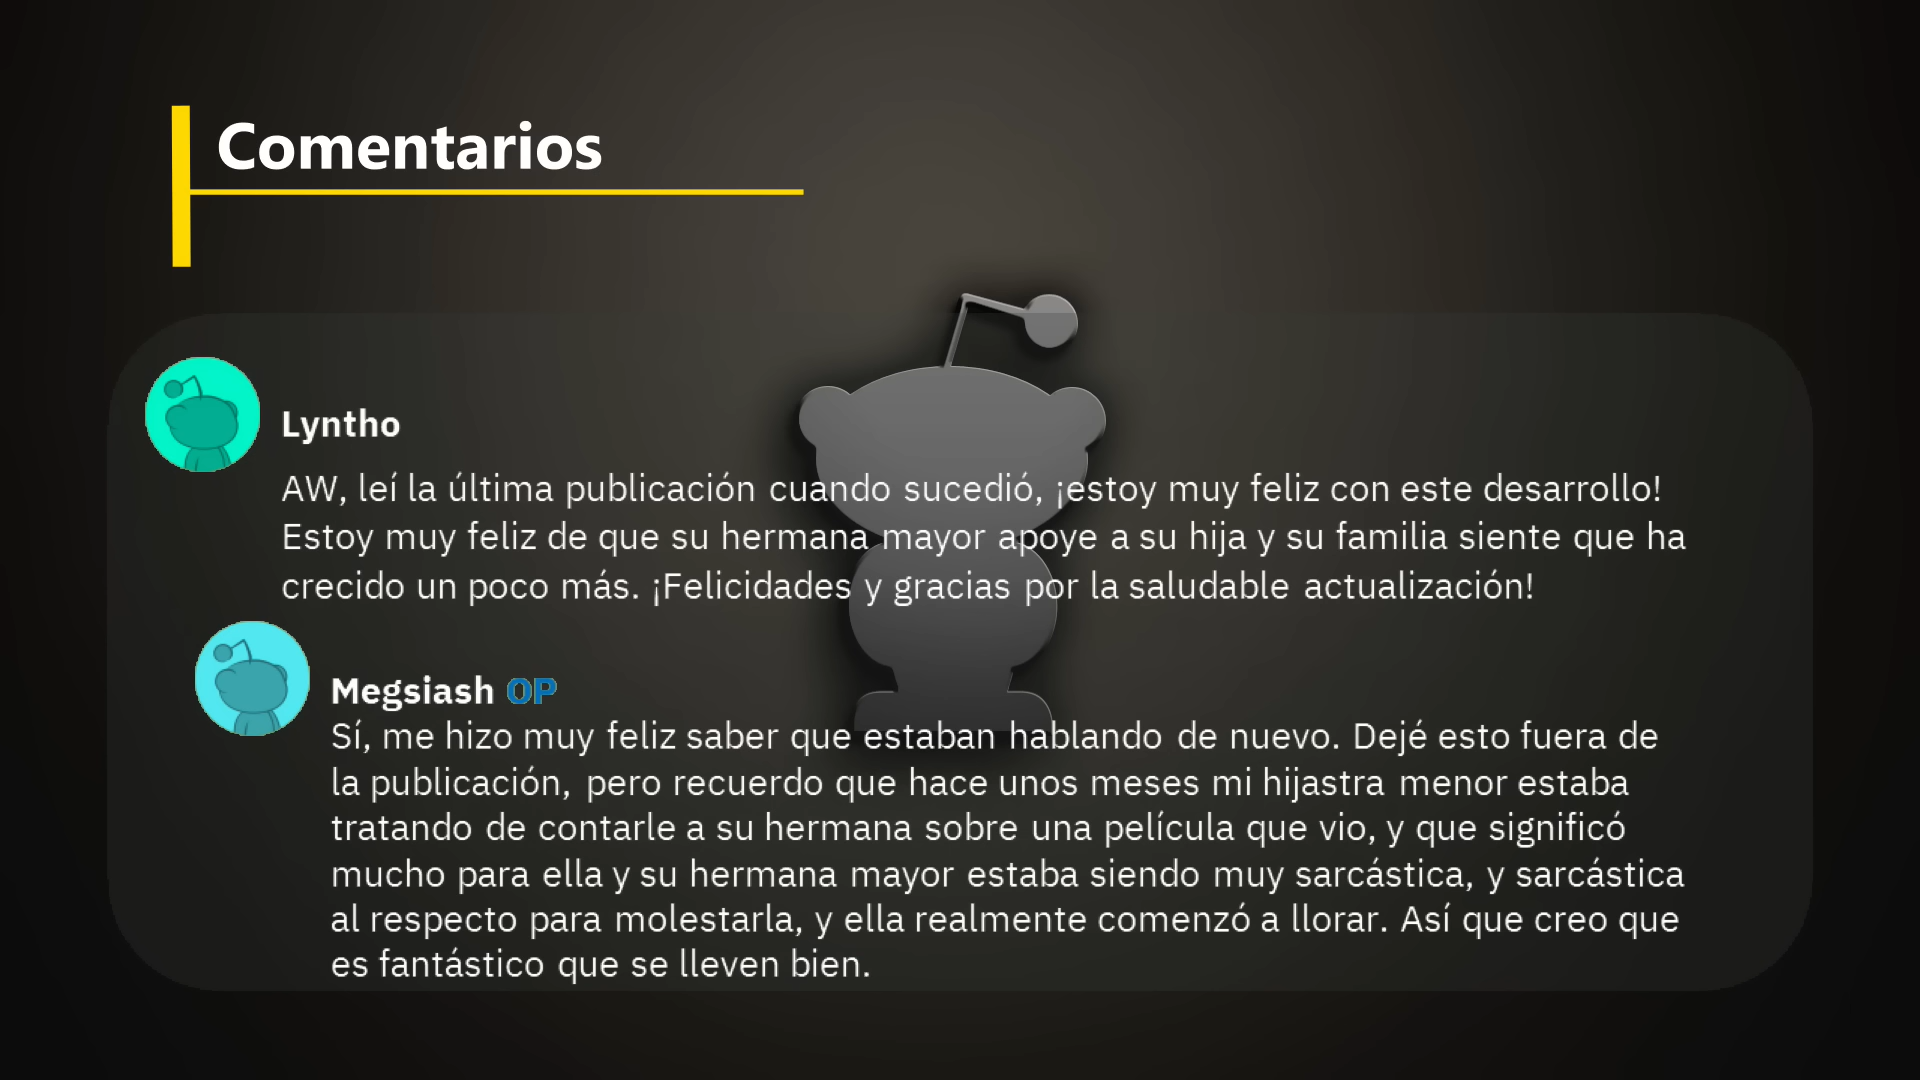 Comentarios
Lyntho
AW, leí la última publicación cuando sucedió, ¡estoy muy feliz con este desarrollo!
Estoy muy feliz de que su hermana mayor apoye a su hija y su familia siente que ha
crecido un poco más. ¡Felicidades y gracias por la saludable actualización!
Megsiash OP
Sí, me hizo muy feliz saber que estaban hablando de nuevo. Dejé esto fuera de
la publicación, pero recuerdo que hace unos meses mi hijastra menor estaba
tratando de contarle a su hermana sobre una película que vio, y que significó
mucho para ella y su hermana mayor estaba siendo muy sarcástica, y sarcástica
al respecto para molestarla, y ella realmente comenzó a llorar. Así que creo que
es fantástico que se lleven bien.